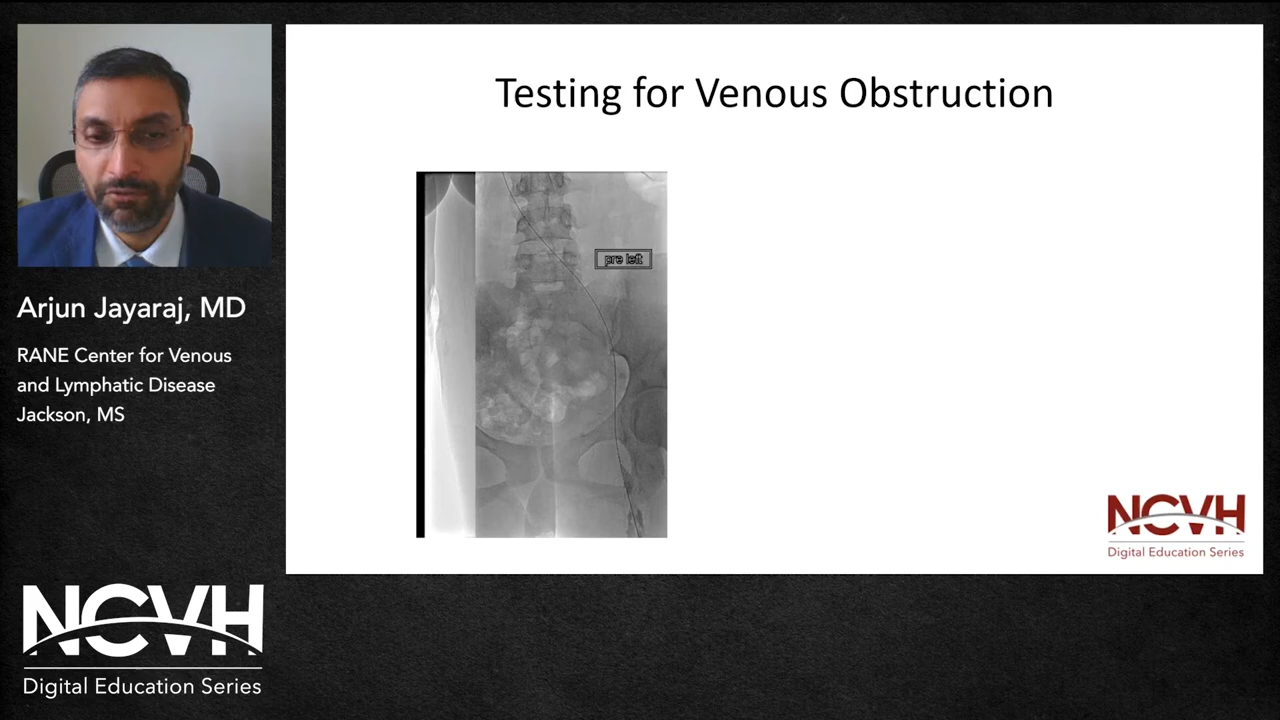 Testing for Venous Obstruction
pre left
Arjun Jayaraj, MD
RANE Center for Venous
and Lymphatic Disease
Jackson, MS
NCVH
Digital Education Series
NCVH
Digital Education Series